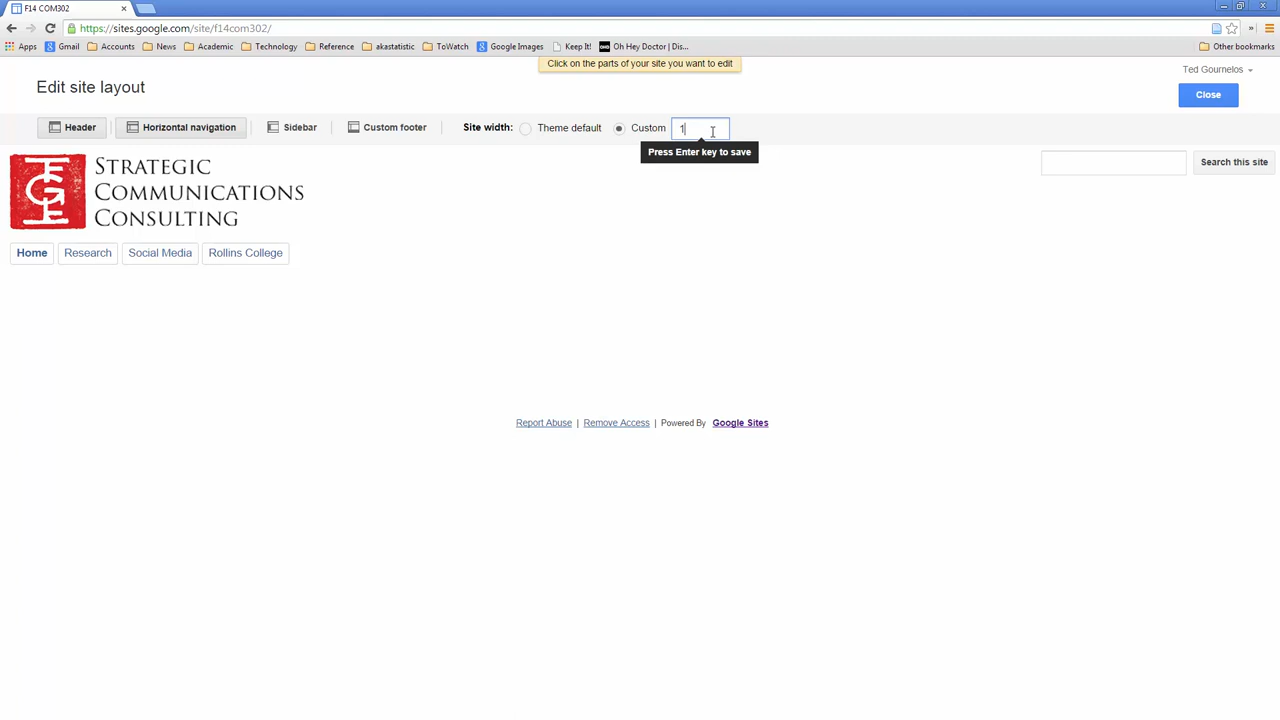 F14 COM302
https://sites.google.com/site/f14com302/
Apps Gmail Accounts News Academic Technology Reference akastatistic ToWatch Google Images Keep It! Oh Hey Doctor | Dis... Other bookmarks
Click on the parts of your site you want to edit
Ted Gournelos
Edit site layout
Close
Header Horizontal navigation Sidebar Custom footer Site width: Theme default Custom 1
Press Enter key to save
STRATEGIC
COMMUNICATIONS
CONSULTING
Search this site
Home Research Social Media Rollins College
Report Abuse | Remove Access | Powered By Google Sites